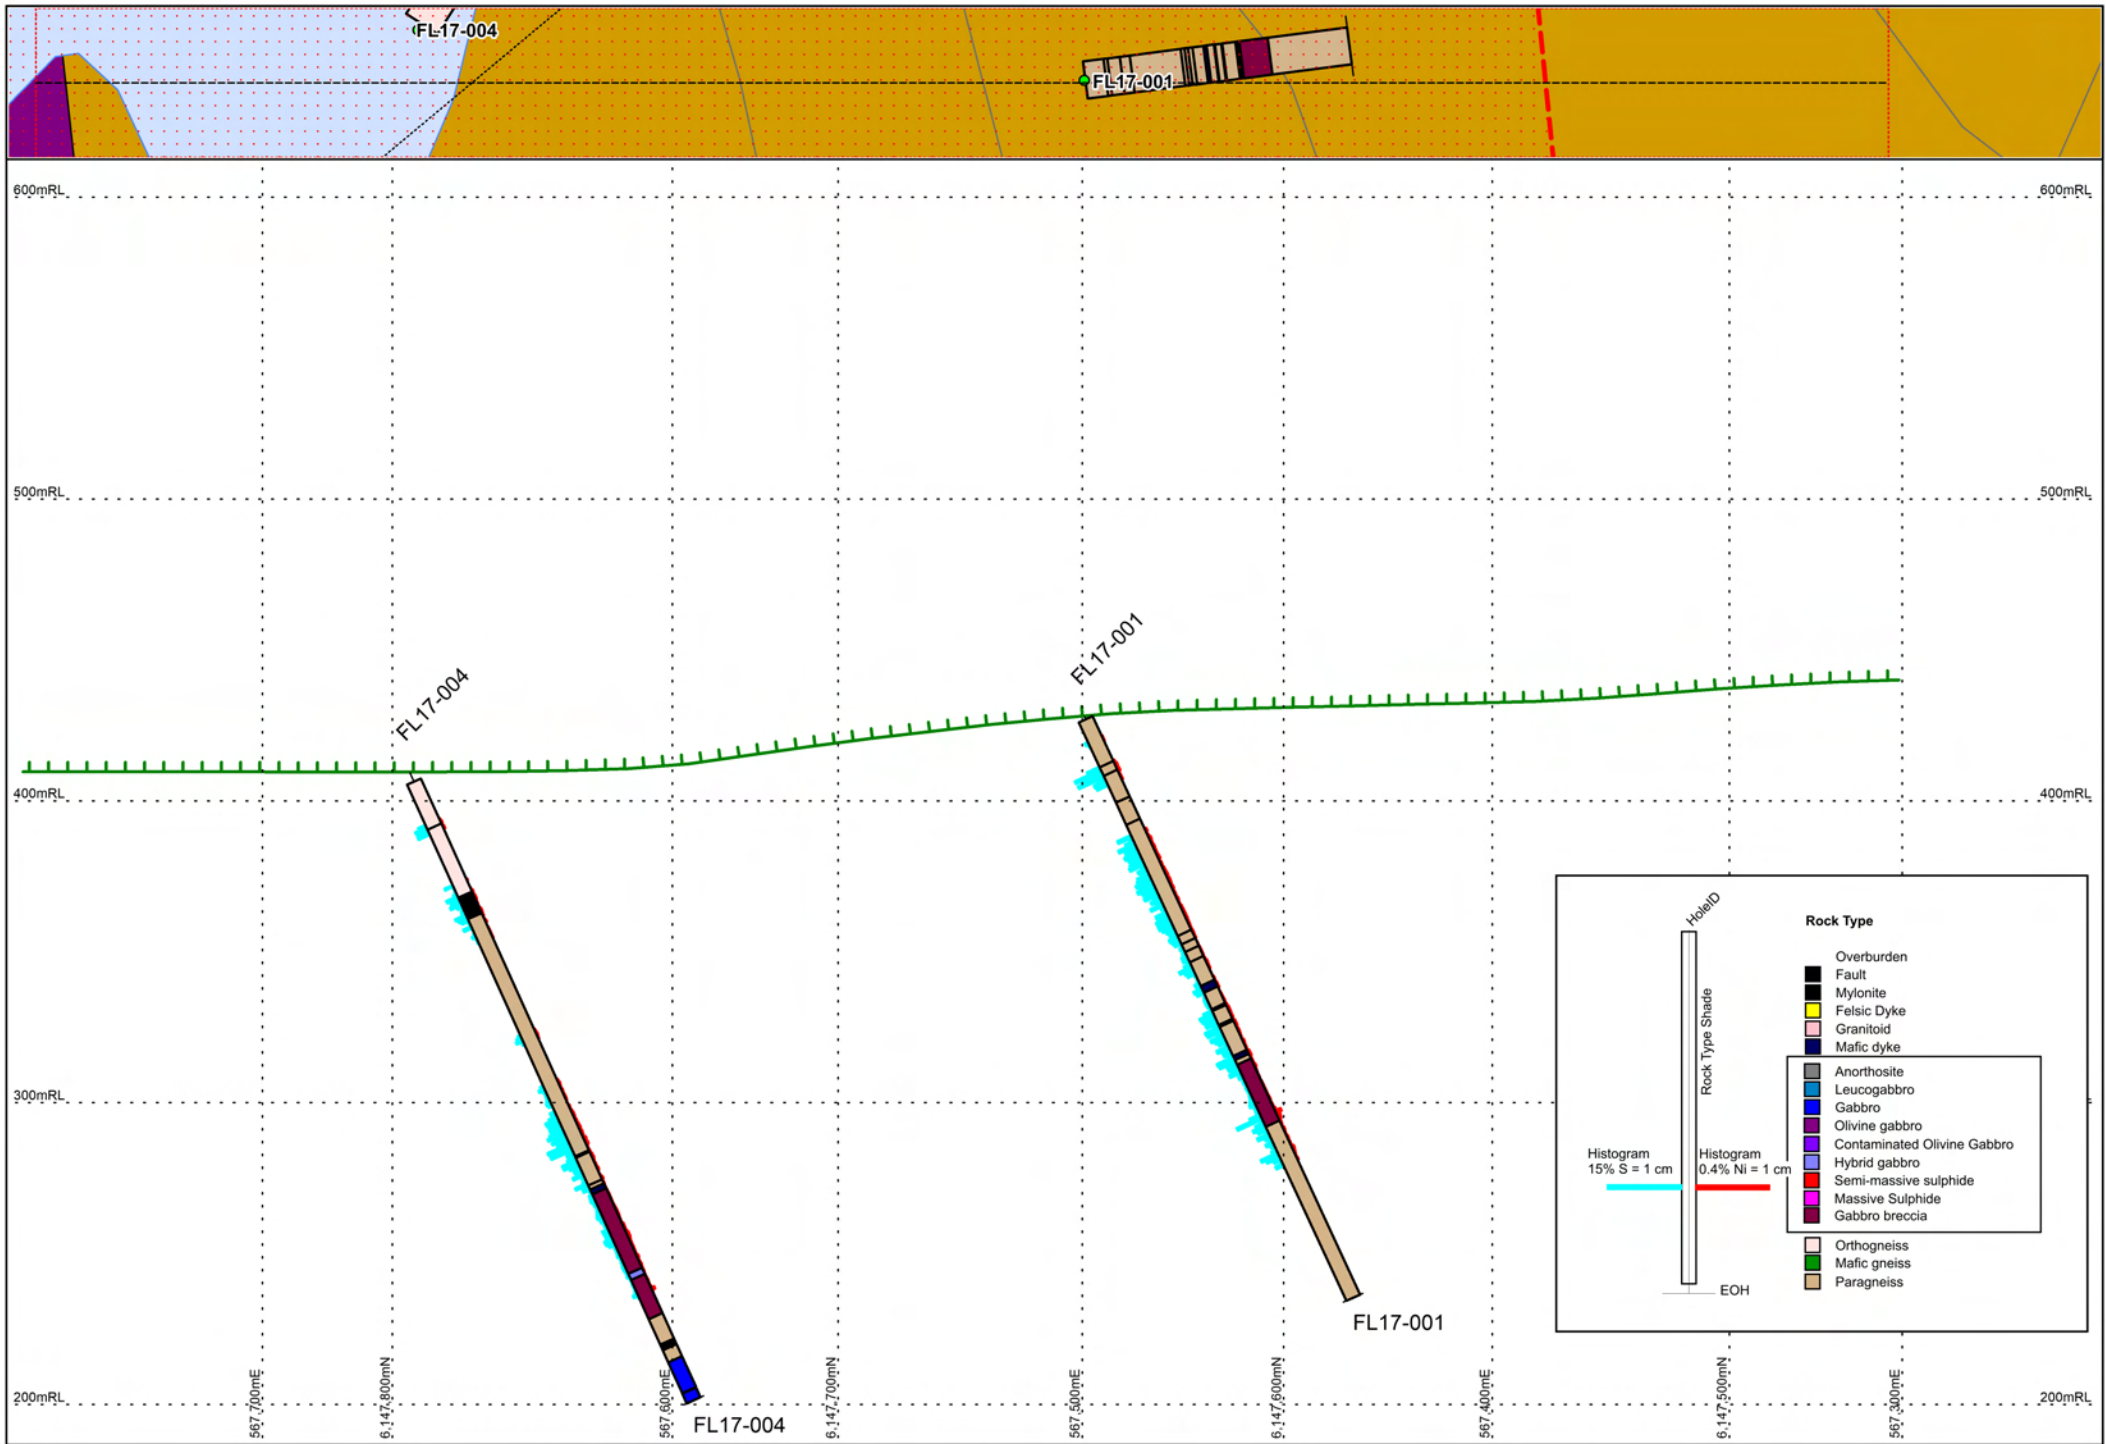 FL17-004
FL17-001
600mRL
600mRL
500mRL
500mRL
FL17-001
FL17-004
400mRL
400mRL
HoleID
Rock Type
Overburden
Fault
Mylonite
Felsic Dyke
Granitoid
Mafic dyke
Rock Type Shade
Anorthosite
Leucogabbro
Gabbro
Olivine gabbro
Contaminated Olivine Gabbro
Hybrid gabbro
Semi-massive sulphide
Massive Sulphide
Gabbro breccia
Histogram
15% S = 1 cm
Histogram
0.4% Ni = 1 cm
Orthogneiss
Mafic gneiss
Paragneiss
EOH
300mRL
FL17-001
200mRL
200mRL
567,700mE
6,147,800mN
567,600mE
6,147,700mN
567,500mE
6,147,600mN
567,400mE
6,147,500mN
567,300mE
FL17-004